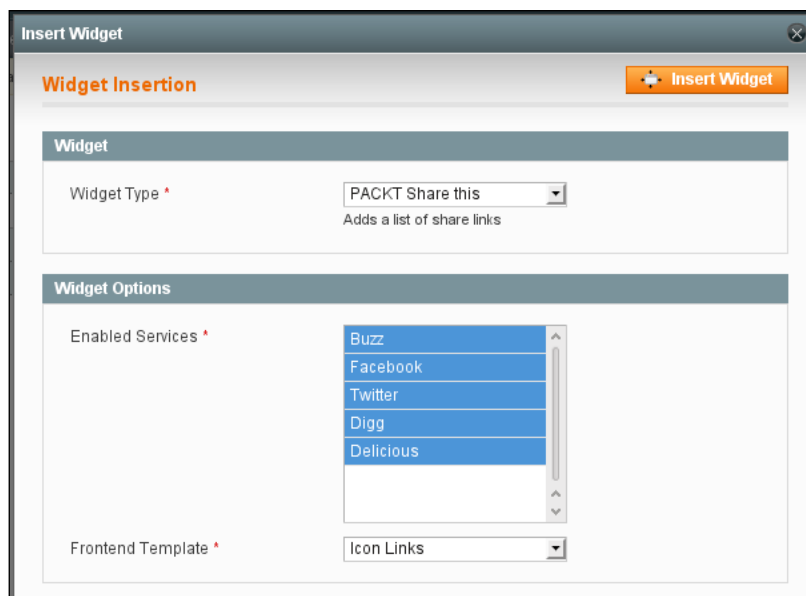 Insert Widget
Widget Insertion
Insert Widget
Widget
Widget Type *
PACKT Share this
Adds a list of share links
Widget Options
Enabled Services *
Buzz
Facebook
Twitter
Digg
Delicious
Frontend Template *
Icon Links